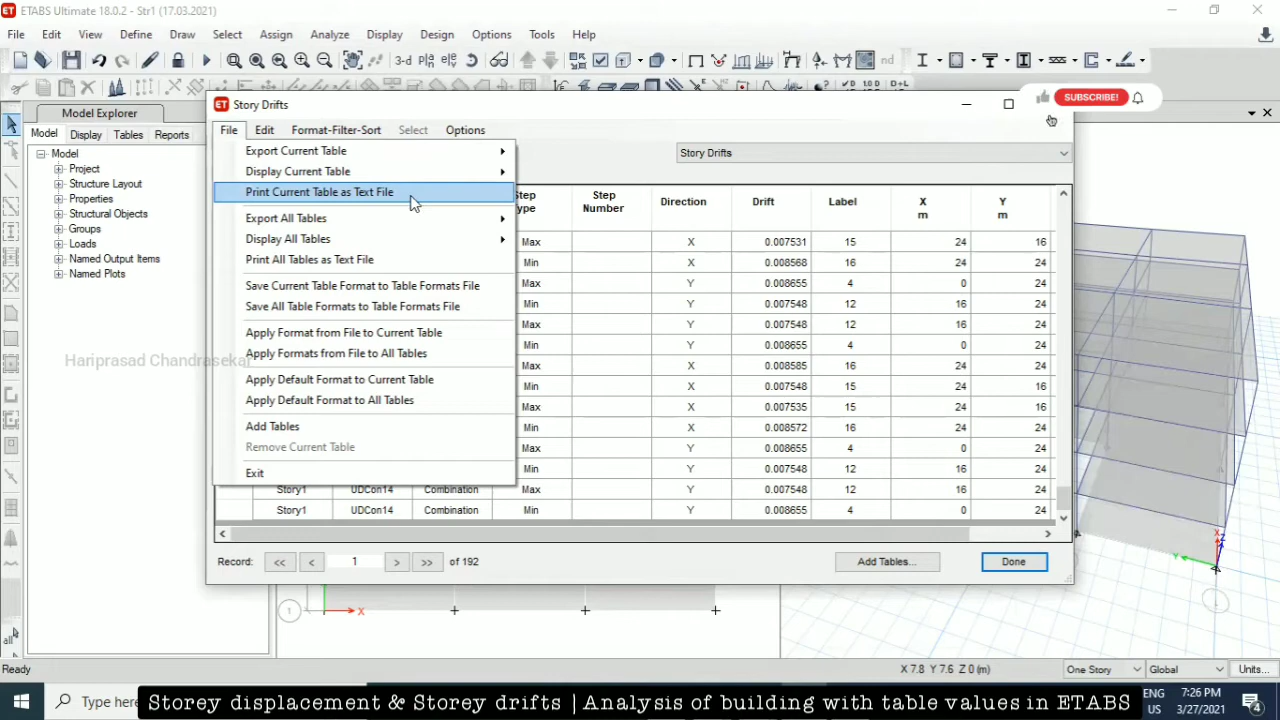 ETABS Ultimate 18.0.2 - Str1 (17.03.2021)
File Edit View Define Draw Select Assign Analyze Display Design Options Tools Help
3-d nd
Model Explorer
Model Display Tables Reports
Model
Project
Structure Layout
Properties
Structural Objects
Groups
Loads
Named Output Items
Named Plots
Story Drifts
SUBSCRIBE!
File Edit Format-Filter-Sort Select Options
Story Drifts
Export Current Table
Display Current Table
Print Current Table as Text File
Export All Tables
Display All Tables
Print All Tables as Text File
Save Current Table Format to Table Formats File
Save All Table Formats to Table Formats File
Apply Format from File to Current Table
Apply Formats from File to All Tables
Apply Default Format to Current Table
Apply Default Format to All Tables
Add Tables
Remove Current Table
Exit
Step Number Direction Drift Label X m Y m
Max X 0.007531 15 24 16
Min X 0.008568 16 24 24
Max Y 0.008655 4 0 24
Min Y 0.007548 12 16 24
Max Y 0.007548 12 16 24
Min Y 0.008655 4 0 24
Max X 0.008585 16 24 24
Min X 0.007548 15 24 16
Max X 0.007535 15 24 16
Min X 0.008572 16 24 24
Max Y 0.008655 4 0 24
Min Y 0.007548 12 16 24
Story1 UDCon14 Combination Max Y 0.007548 12 16 24
Story1 UDCon14 Combination Min Y 0.008655 4 0 24
Record: << < 1 > >> of 192 Add Tables... Done
Hariprasad Chandrasekar
1 X
X Z Y
all
Ready X 7.8 Y 7.6 Z 0 (m) One Story Global Units...
Type here
Storey displacement & Storey drifts | Analysis of building with table values in ETABS
ENG US 7:26 PM 3/27/2021 4